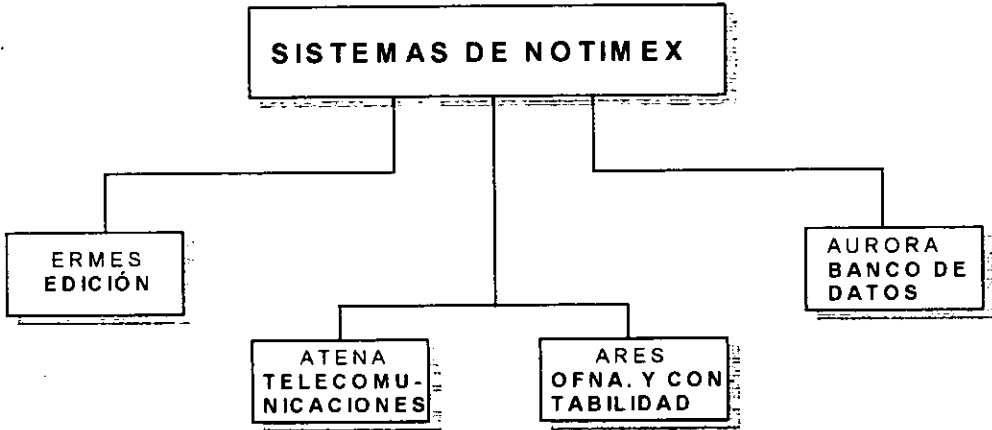 SISTEMAS DE NOTIMEX
ERMES
EDICIÓN
AURORA
BANCO DE
DATOS
ATENA
TELECOMU-
NICACIONES
ARES
OFNA. Y CON
TABILIDAD